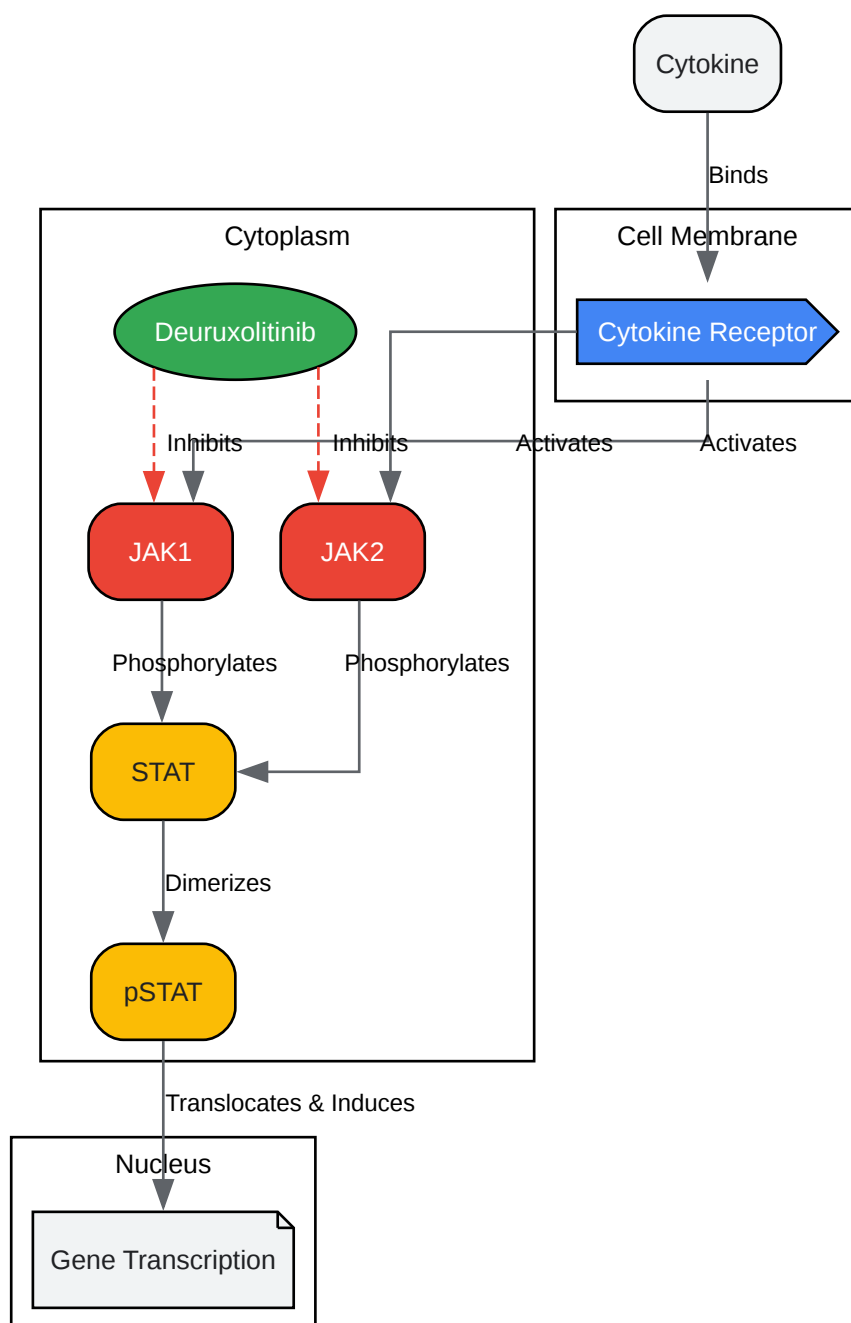 Cytokine
Binds
Cytoplasm
Cell Membrane
Deuruxolitinib
Cytokine Receptor
Inhibits
Inhibits
Activates
Activates
JAK1
JAK2
Phosphorylates
Phosphorylates
STAT
Dimerizes
pSTAT
Translocates & Induces
Nucleus
Gene Transcription